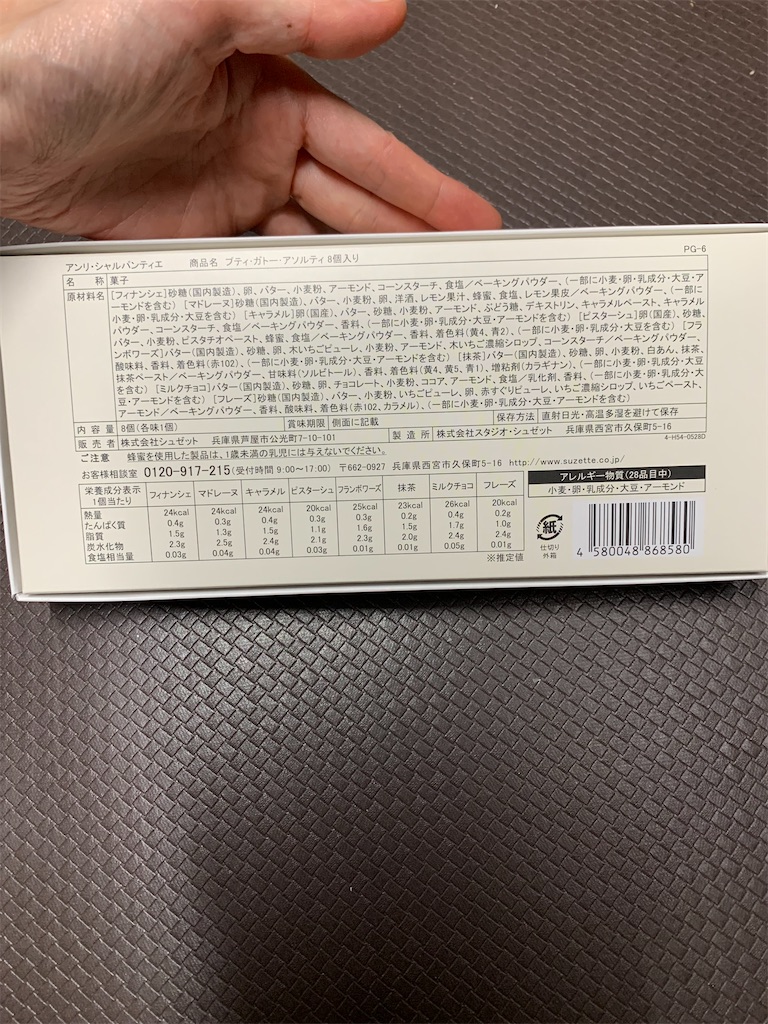 PG-6
アンリ・シャルパンティエ 商品名 プティ・ガトー・アソルティ 8個入り
名 称 菓子
原材料名 [フィナンシェ]砂糖(国内製造)、卵、バター、小麦粉、アーモンド、コーンスターチ、食塩/ベーキングパウダー、(一部に小麦・卵・乳成分・大豆・ア
ーモンドを含む) [マドレーヌ]砂糖(国内製造)、バター、小麦粉、卵、洋酒、レモン果汁、蜂蜜、食塩、レモン果皮/ベーキングパウダー、(一部に
小麦・卵・乳成分・大豆を含む) [キャラメル]卵(国産)、バター、砂糖、小麦粉、アーモンド、ぶどう糖、デキストリン、キャラメルペースト、キャラメル
パウダー、コーンスターチ、食塩/ベーキングパウダー、香料、(一部に小麦・卵・乳成分・大豆・アーモンドを含む) [ピスターシュ]卵(国産)、砂糖、
バター、小麦粉、ピスタチオペースト、蜂蜜、食塩/ベーキングパウダー、香料、着色料(黄4、青2)、(一部に小麦・卵・乳成分・大豆を含む) [フラ
ンボワーズ]バター(国内製造)、砂糖、卵、木いちごピューレ、小麦粉、アーモンド、木いちご濃縮シロップ、コーンスターチ/ベーキングパウダー、
酸味料、香料、着色料(赤102)、(一部に小麦・卵・乳成分・大豆・アーモンドを含む) [抹茶]バター(国内製造)、砂糖、卵、小麦粉、白あん、抹茶、
抹茶ペースト/ベーキングパウダー、甘味料(ソルビトール)、香料、着色料(黄4、黄5、青1)、増粘剤(カラギナン)、(一部に小麦・卵・乳成分・大豆
を含む) [ミルクチョコ]バター(国内製造)、砂糖、卵、チョコレート、小麦粉、ココア、アーモンド、食塩/乳化剤、香料、(一部に小麦・卵・乳成分・大
豆・アーモンドを含む) [フレーズ]砂糖(国内製造)、バター、小麦粉、いちごピューレ、卵、赤すぐりピューレ、いちご濃縮シロップ、いちごペースト、
アーモンド/ベーキングパウダー、香料、酸味料、着色料(赤102、カラメル)、(一部に小麦・卵・乳成分・大豆・アーモンドを含む)
内 容 量 8個(各味1個) 賞味期限 側面に記載 保存方法 直射日光・高温多湿を避けて保存
販 売 者 株式会社シュゼット 兵庫県芦屋市公光町7-10-101 製 造 所 株式会社スタジオ・シュゼット 兵庫県西宮市久保町5-16
4-H54-0528D
ご注意 蜂蜜を使用した製品は、1歳未満の乳児には与えないでください。
お客様相談室 0120-917-215(受付時間 9:00〜17:00) 〒662-0927 兵庫県西宮市久保町5-16 http://www.suzette.co.jp/
アレルギー物質(28品目中)
小麦・卵・乳成分・大豆・アーモンド
栄養成分表示 1個当たり フィナンシェ マドレーヌ キャラメル ピスターシュ フランボワーズ 抹茶 ミルクチョコ フレーズ
熱量 24kcal 24kcal 24kcal 20kcal 25kcal 23kcal 26kcal 20kcal
たんぱく質 0.4g 0.3g 0.4g 0.3g 0.3g 0.4g 0.4g 0.2g
脂質 1.5g 1.3g 1.5g 1.1g 1.6g 1.5g 1.7g 1.0g
炭水化物 2.3g 2.5g 2.4g 2.1g 2.3g 2.0g 2.4g 2.4g
食塩相当量 0.03g 0.04g 0.04g 0.03g 0.01g 0.01g 0.05g 0.01g
※推定値
紙
仕切り
外箱
4 580048 868580